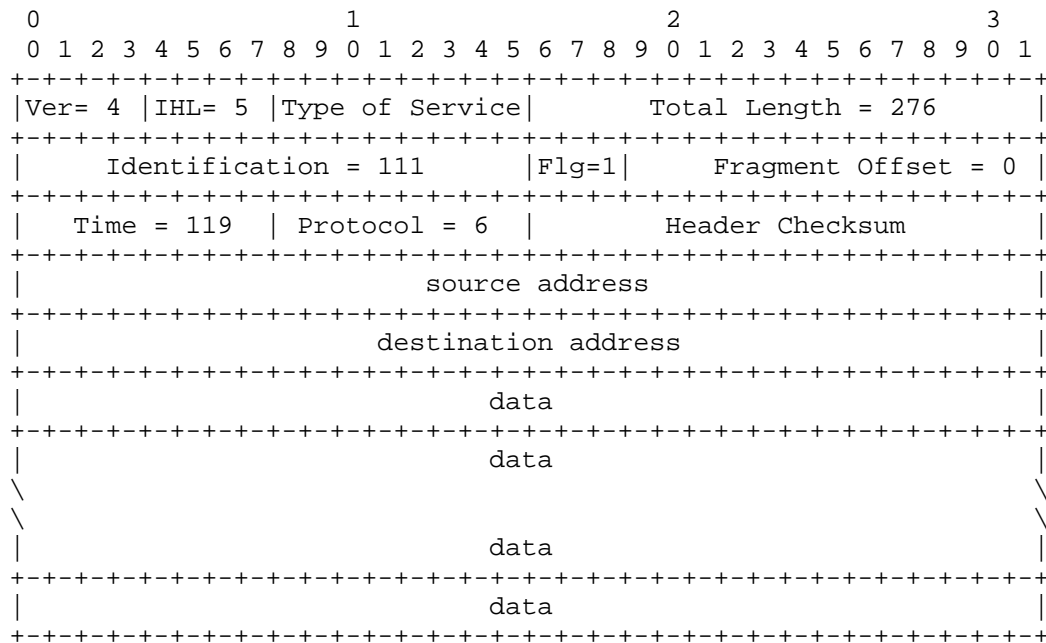 0                   1                   2                   3
 0 1 2 3 4 5 6 7 8 9 0 1 2 3 4 5 6 7 8 9 0 1 2 3 4 5 6 7 8 9 0 1
+-+-+-+-+-+-+-+-+-+-+-+-+-+-+-+-+-+-+-+-+-+-+-+-+-+-+-+-+-+-+-+-+
|Ver= 4 |IHL= 5 |Type of Service|       Total Length = 276      |
+-+-+-+-+-+-+-+-+-+-+-+-+-+-+-+-+-+-+-+-+-+-+-+-+-+-+-+-+-+-+-+-+
|     Identification = 111      |Flg=1|     Fragment Offset = 0 |
+-+-+-+-+-+-+-+-+-+-+-+-+-+-+-+-+-+-+-+-+-+-+-+-+-+-+-+-+-+-+-+-+
|   Time = 119  | Protocol = 6  |        Header Checksum        |
+-+-+-+-+-+-+-+-+-+-+-+-+-+-+-+-+-+-+-+-+-+-+-+-+-+-+-+-+-+-+-+-+
|                         source address                        |
+-+-+-+-+-+-+-+-+-+-+-+-+-+-+-+-+-+-+-+-+-+-+-+-+-+-+-+-+-+-+-+-+
|                      destination address                      |
+-+-+-+-+-+-+-+-+-+-+-+-+-+-+-+-+-+-+-+-+-+-+-+-+-+-+-+-+-+-+-+-+
|                             data                              |
+-+-+-+-+-+-+-+-+-+-+-+-+-+-+-+-+-+-+-+-+-+-+-+-+-+-+-+-+-+-+-+-+
|                             data                              |
\                                                               \
\                                                               \
|                             data                              |
+-+-+-+-+-+-+-+-+-+-+-+-+-+-+-+-+-+-+-+-+-+-+-+-+-+-+-+-+-+-+-+-+
|                             data                              |
+-+-+-+-+-+-+-+-+-+-+-+-+-+-+-+-+-+-+-+-+-+-+-+-+-+-+-+-+-+-+-+-+